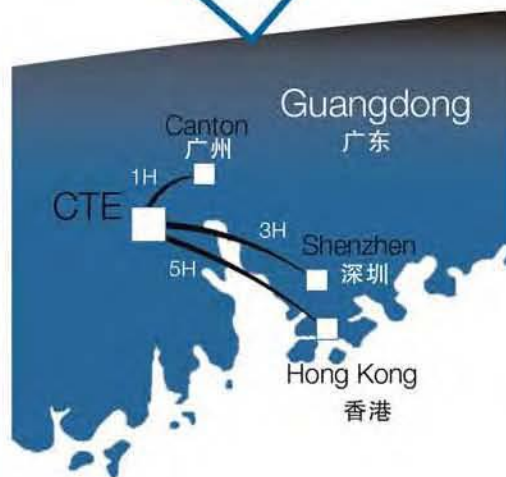 Guangdong
广东
Canton
广州
1H
CTE
3H
Shenzhen
深圳
5H
Hong Kong
香港